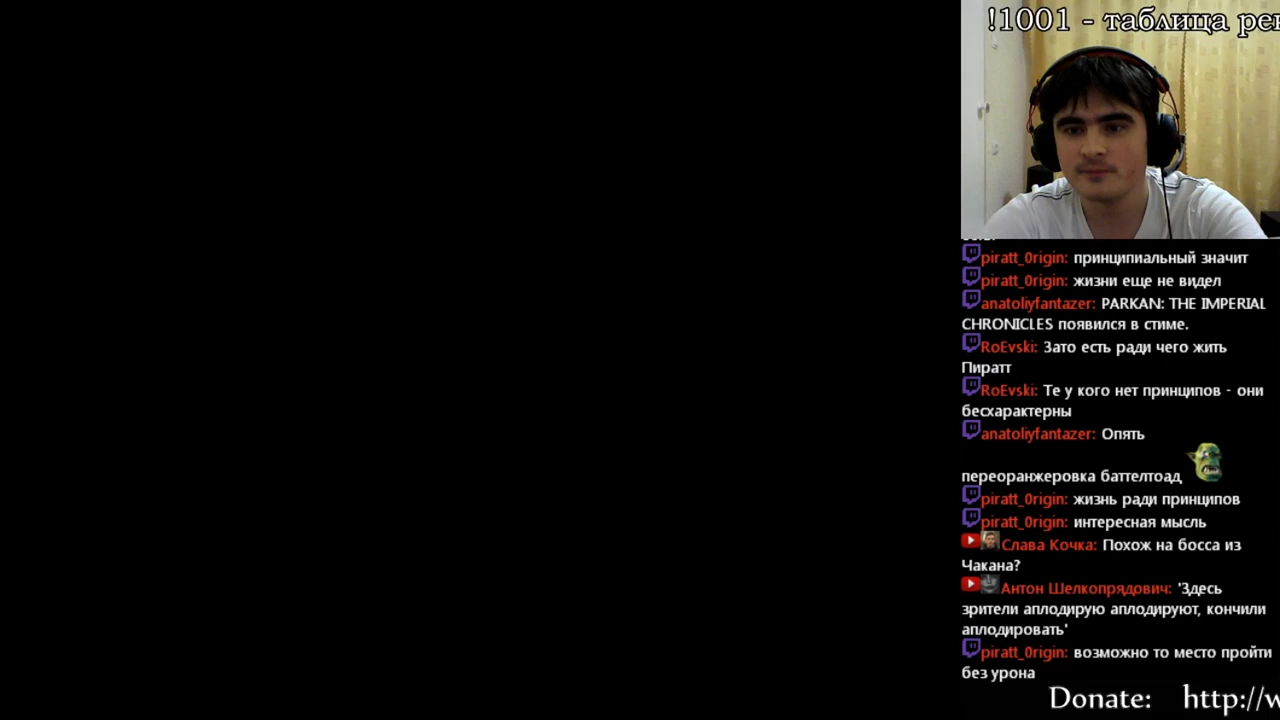 !1001 - таблица
piratt_0rigin: принципиальный значит
piratt_0rigin: жизни еще не видел
anatoliyfantazer: PARKAN: THE IMPERIAL
CHRONICLES появился в стиме.
RoEvski: Зато есть ради чего жить
Пиратт
RoEvski: Те у кого нет принципов - они
бесхарактерны
anatoliyfantazer: Опять
переоранжеровка баттелтоад
piratt_0rigin: жизнь ради принципов
piratt_0rigin: интересная мысль
Слава Кочка: Похож на босса из
Чакана?
Антон Шелкопрядович: 'Здесь
зрители аплодирую аплодируют, кончили
аплодировать'
piratt_0rigin: возможно то место пройти
без урона
Donate: http://w